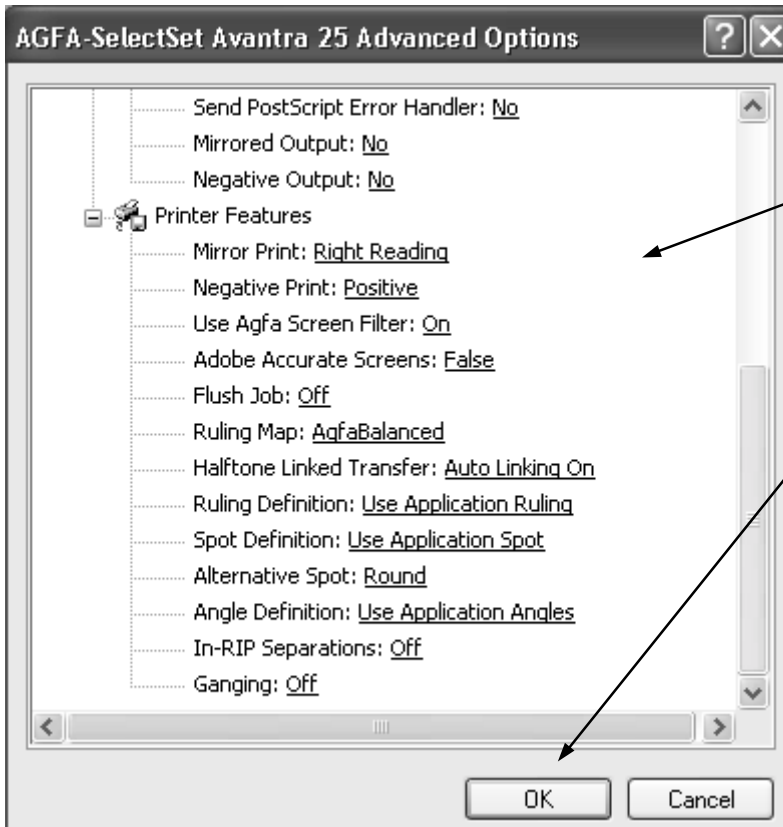 AGFA-SelectSet Avantra 25 Advanced Options
Send PostScript Error Handler: No
Mirrored Output: No
Negative Output: No
Printer Features
Mirror Print: Right Reading
Negative Print: Positive
Use Agfa Screen Filter: On
Adobe Accurate Screens: False
Flush Job: Off
Ruling Map: AgfaBalanced
Halftone Linked Transfer: Auto Linking On
Ruling Definition: Use Application Ruling
Spot Definition: Use Application Spot
Alternative Spot: Round
Angle Definition: Use Application Angles
In-RIP Separations: Off
Ganging: Off
OK Cancel